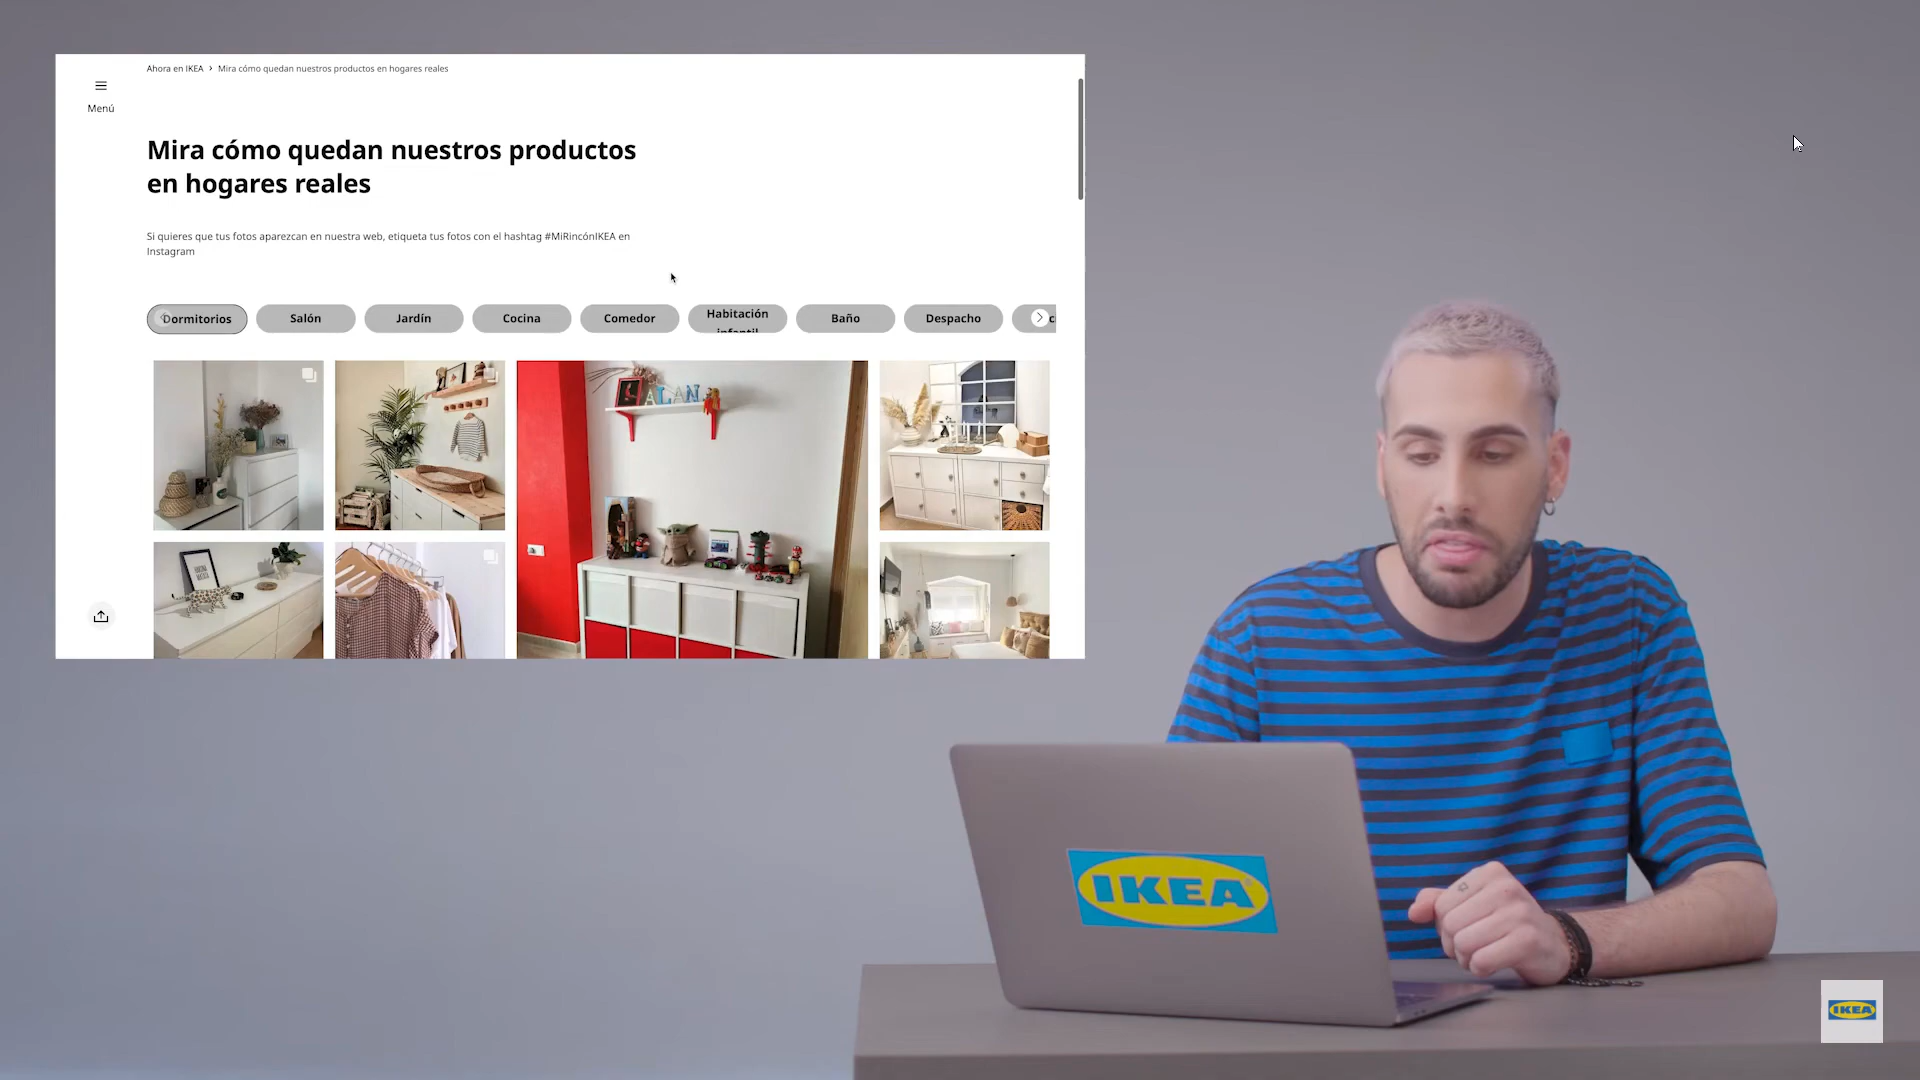 Ahora en IKEA > Mira cómo quedan nuestros productos en hogares reales
Menú
Mira cómo quedan nuestros productos
en hogares reales
Si quieres que tus fotos aparezcan en nuestra web, etiqueta tus fotos con el hashtag #MiRincónIKEA en
Instagram
Dormitorios
Salón
Jardín
Cocina
Comedor
Habitación
infantil
Baño
Despacho
ALAN
IKEA
IKEA